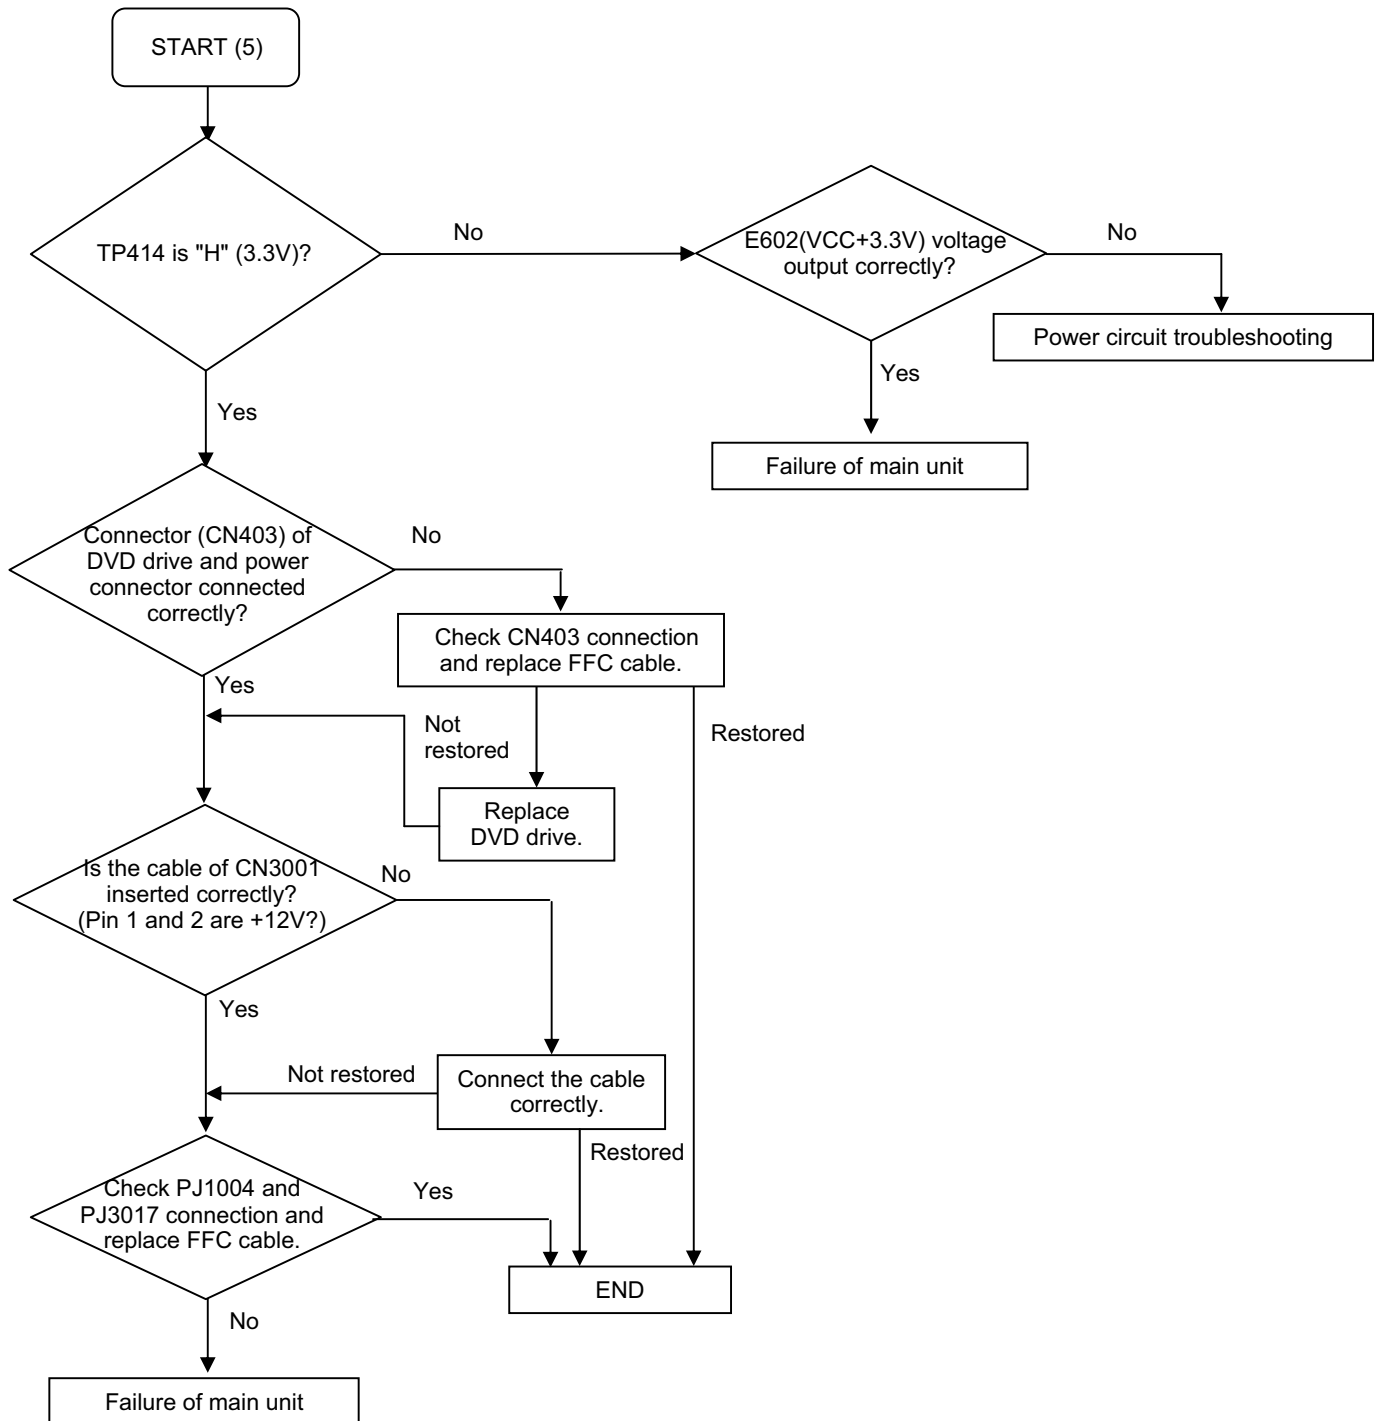 START (5)
TP414 is "H" (3.3V)?
No
E602(VCC+3.3V) voltage
output correctly?
No
Power circuit troubleshooting
Yes
Failure of main unit
Yes
Connector (CN403) of
DVD drive and power
connector connected
correctly?
No
Check CN403 connection
and replace FFC cable.
Yes
Not
restored
Restored
Replace
DVD drive.
Is the cable of CN3001
inserted correctly?
(Pin 1 and 2 are +12V?)
No
Yes
Not restored
Connect the cable
correctly.
Restored
Check PJ1004 and
PJ3017 connection and
replace FFC cable.
Yes
END
No
Failure of main unit